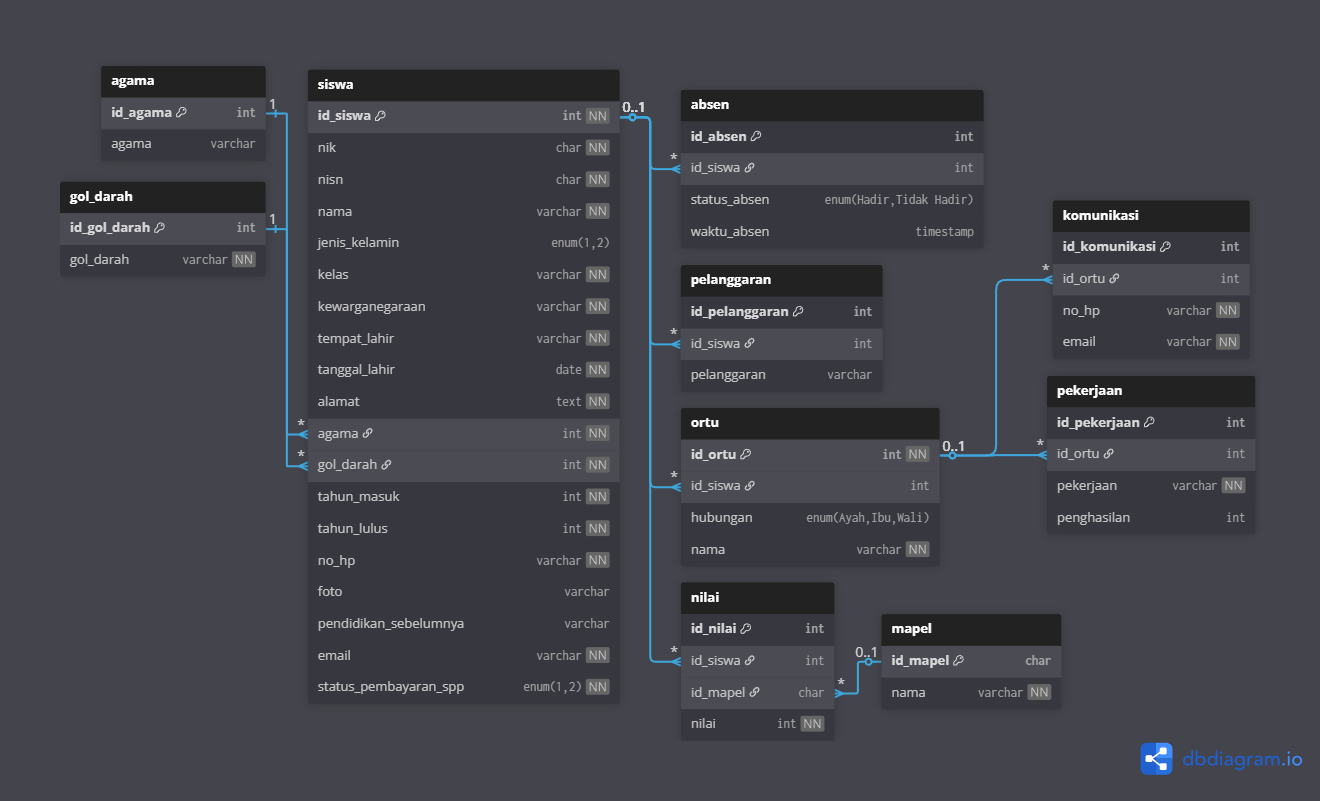 agama
id_agama int
agama varchar
1
gol_darah
id_gol_darah int
gol_darah varchar NN
1
siswa
id_siswa int NN
nik char NN
nisn char NN
nama varchar NN
jenis_kelamin enum(1,2)
kelas varchar NN
kewarganegaraan varchar NN
tempat_lahir varchar NN
tanggal_lahir date NN
alamat text NN
* agama int NN
* gol_darah int NN
tahun_masuk int NN
tahun_lulus int NN
no_hp varchar NN
foto varchar
pendidikan_sebelumnya varchar
email varchar NN
status_pembayaran_spp enum(1,2) NN
0..1
absen
id_absen int
* id_siswa int
status_absen enum(Hadir,Tidak Hadir)
waktu_absen timestamp
pelanggaran
id_pelanggaran int
* id_siswa int
pelanggaran varchar
ortu
id_ortu int NN
0..1
* id_siswa int
hubungan enum(Ayah,Ibu,Wali)
nama varchar NN
nilai
id_nilai int
* id_siswa int
id_mapel char *
nilai int NN
komunikasi
id_komunikasi int
* id_ortu int
no_hp varchar NN
email varchar NN
pekerjaan
id_pekerjaan int
* id_ortu int
pekerjaan varchar NN
penghasilan int
mapel
0..1
id_mapel char
nama varchar NN
dbdiagram.io